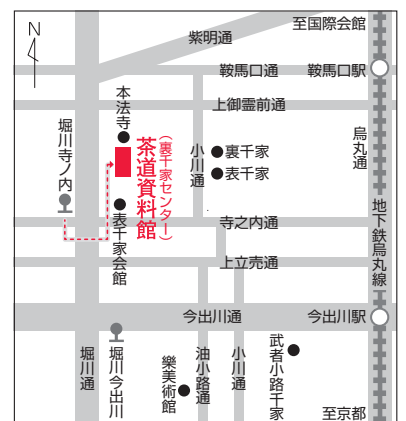 N
至国際会館
紫明通
鞍馬口通
鞍馬口駅
上御霊前通
本法寺
堀川寺ノ内
茶道資料館
（裏千家センター）
小川通
裏千家
表千家
烏丸通
地下鉄烏丸線
表千家会館
寺之内通
上立売通
今出川通
今出川駅
堀川通
堀川今出川
樂美術館
油小路通
小川通
武者小路千家
至京都